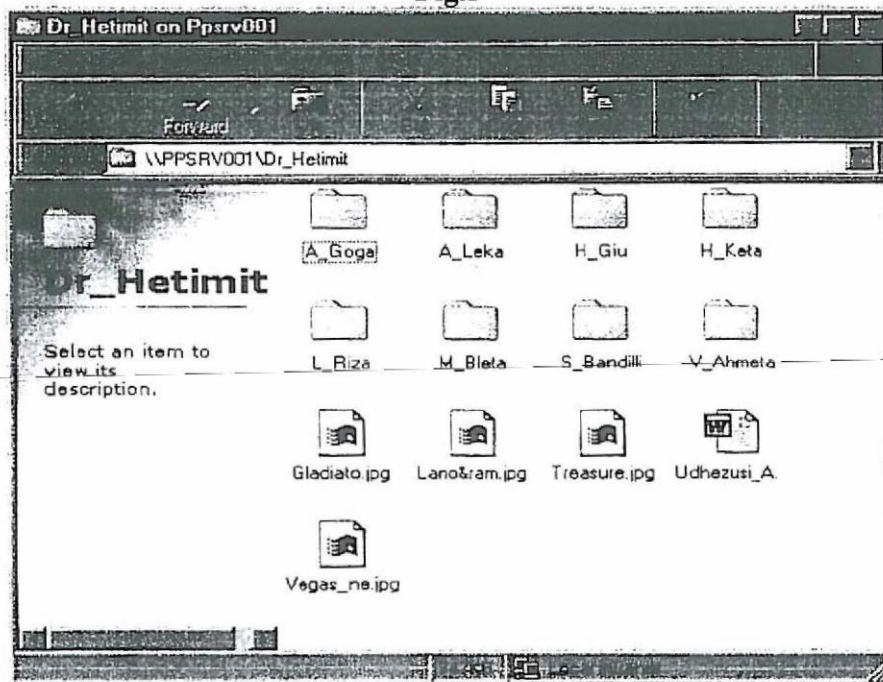 Dr_Hetimit on Ppsrv001
Forward
\\PPSRV001\Dr_Hetimit
A_Goga
A_Leka
H_Giu
H_Keta
Dr_Hetimit
Select an item to
view its
description.
L_Riza
M_Bleta
S_Bandilli
V_Ahmeta
Gladiato.jpg
Lano&ram.jpg
Treasure.jpg
Udhezusi_A.
Vegas_ne.jpg